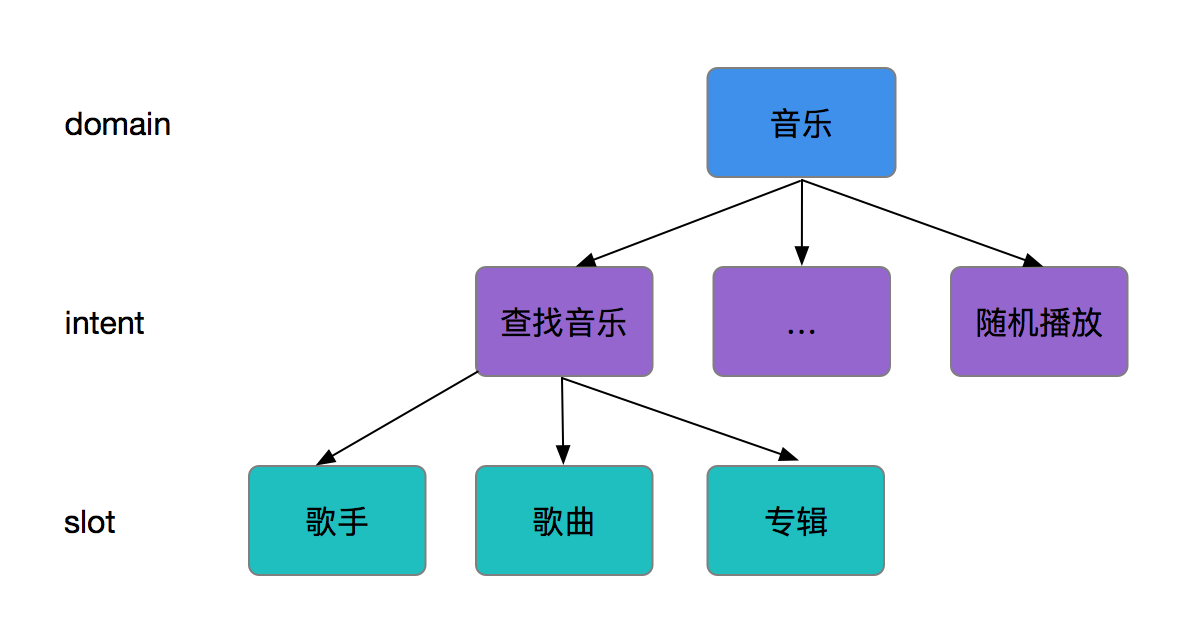 domain
音乐
intent
查找音乐
...
随机播放
slot
歌手
歌曲
专辑